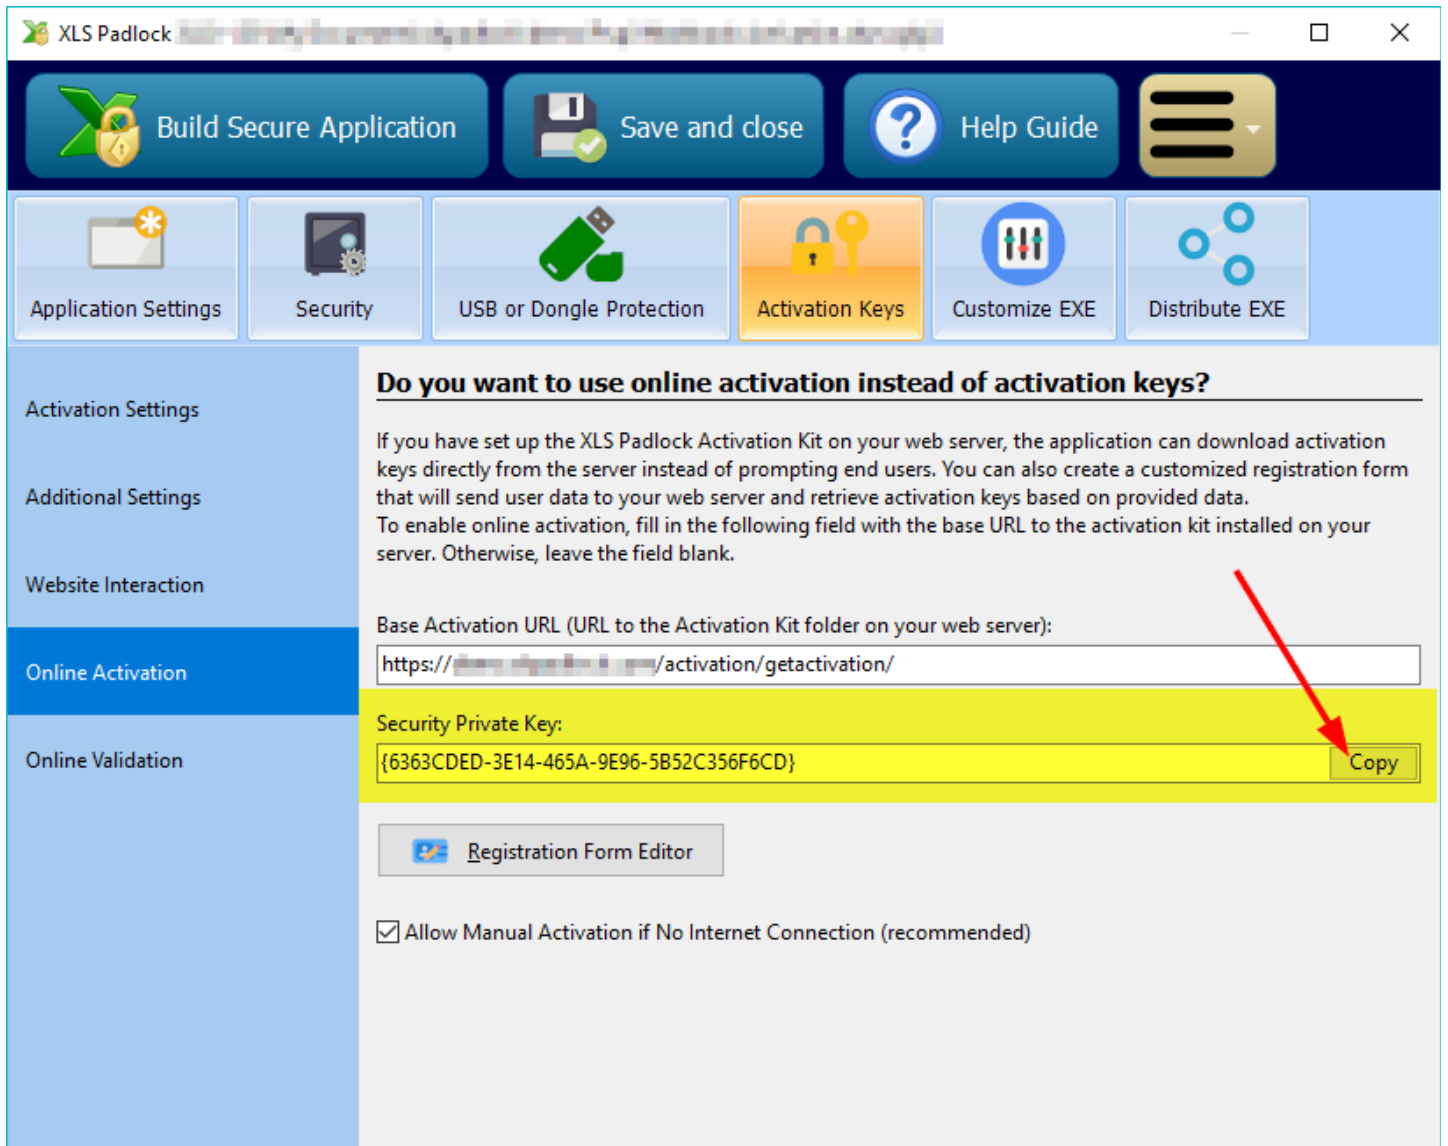 XLS Padlock
Build Secure Application
Save and close
Help Guide
Application Settings
Security
USB or Dongle Protection
Activation Keys
Customize EXE
Distribute EXE
Activation Settings
Additional Settings
Website Interaction
Online Activation
Online Validation
Do you want to use online activation instead of activation keys?
If you have set up the XLS Padlock Activation Kit on your web server, the application can download activation
keys directly from the server instead of prompting end users. You can also create a customized registration form
that will send user data to your web server and retrieve activation keys based on provided data.
To enable online activation, fill in the following field with the base URL to the activation kit installed on your
server. Otherwise, leave the field blank.
Base Activation URL (URL to the Activation Kit folder on your web server):
https:// /activation/getactivation/
Security Private Key:
{6363CDED-3E14-465A-9E96-5B52C356F6CD}
Copy
Registration Form Editor
Allow Manual Activation if No Internet Connection (recommended)